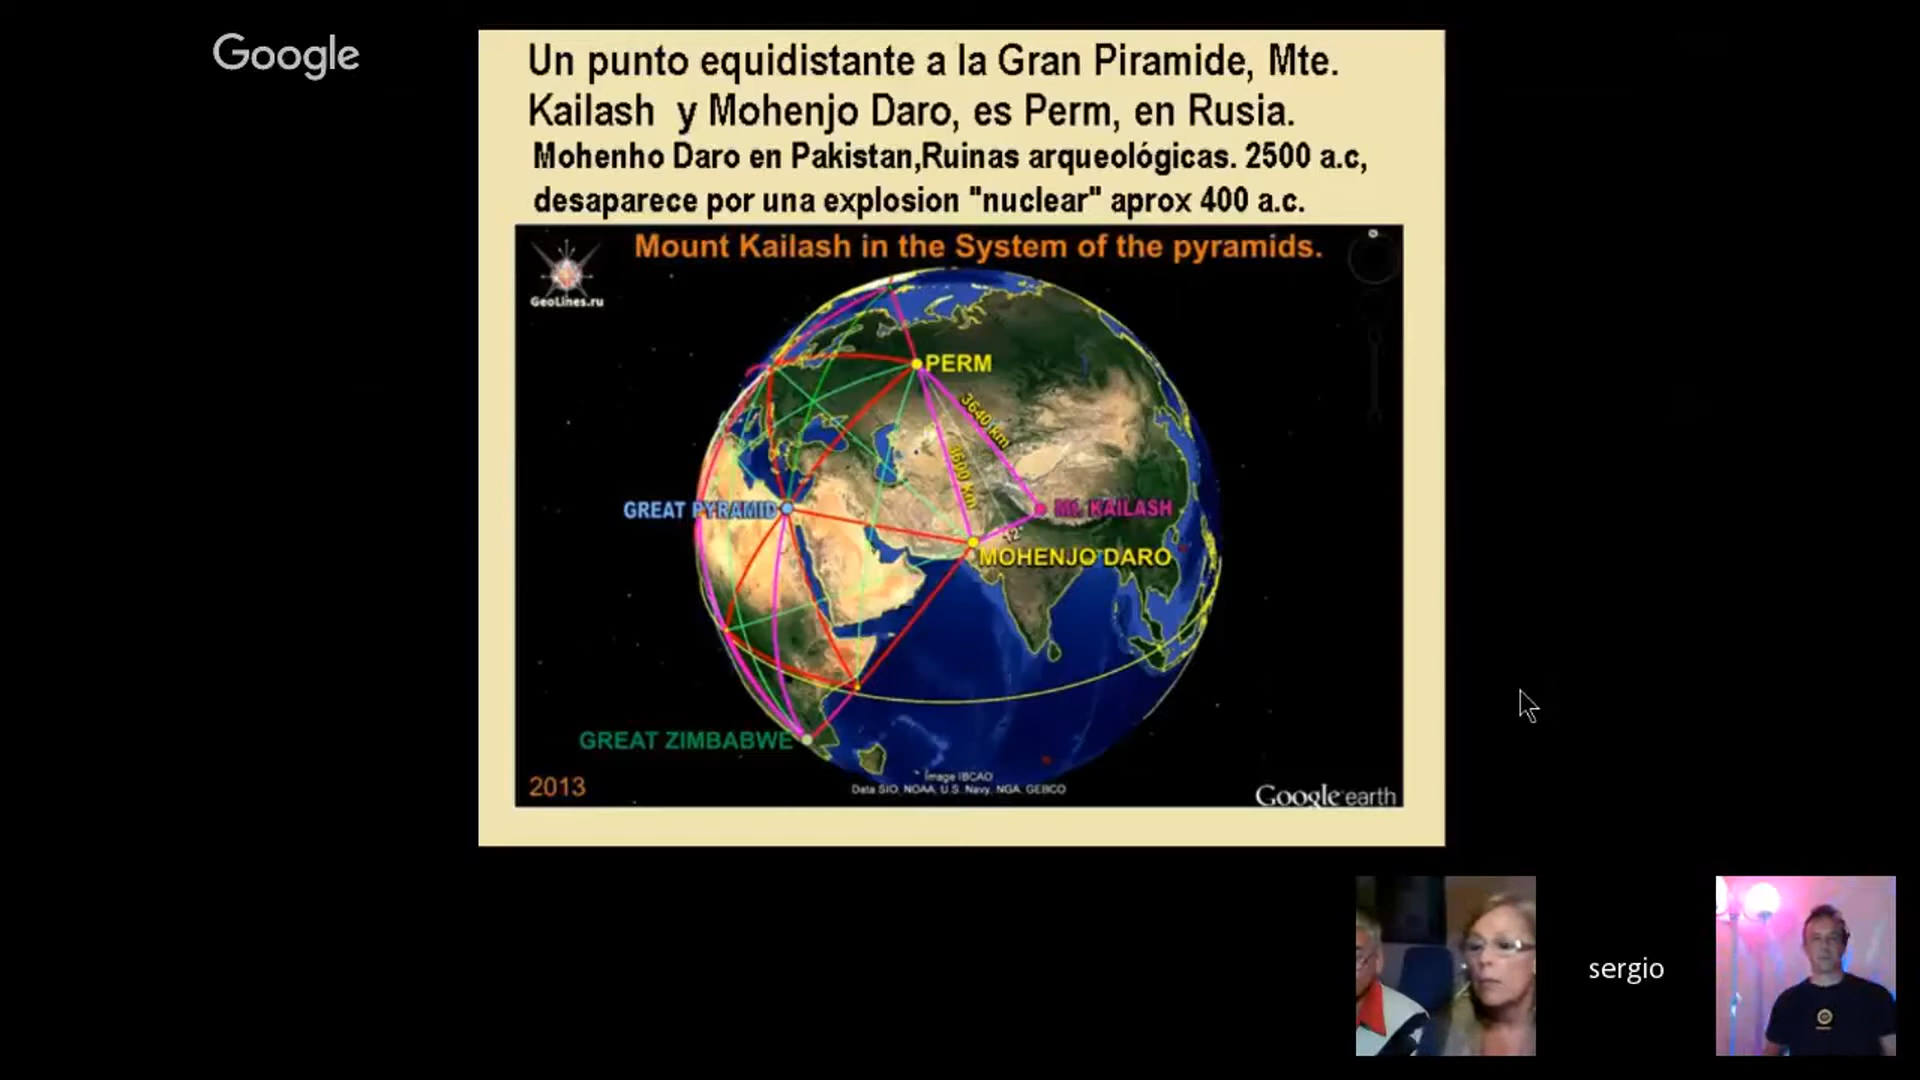 Google
Un punto equidistante a la Gran Piramide, Mte.
Kailash y Mohenjo Daro, es Perm, en Rusia.
Mohenho Daro en Pakistan,Ruinas arqueológicas. 2500 a.c,
desaparece por una explosion "nuclear" aprox 400 a.c.
Mount Kailash in the System of the pyramids.
GeoLines.ru
PERM
3640 km
GREAT PYRAMID
Mt. KAILASH
12°
MOHENJO DARO
GREAT ZIMBABWE
Image IBCAO
Data SIO, NOAA, U.S. Navy, NGA, GEBCO
2013
Google earth
sergio